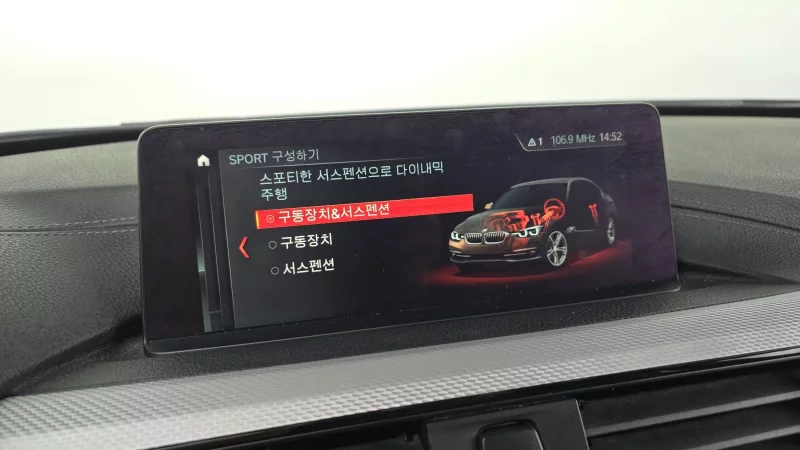 SPORT 구성하기
1 106.9 MHz 14:52
스포티한 서스펜션으로 다이내믹
주행
구동장치&서스펜션
구동장치
서스펜션